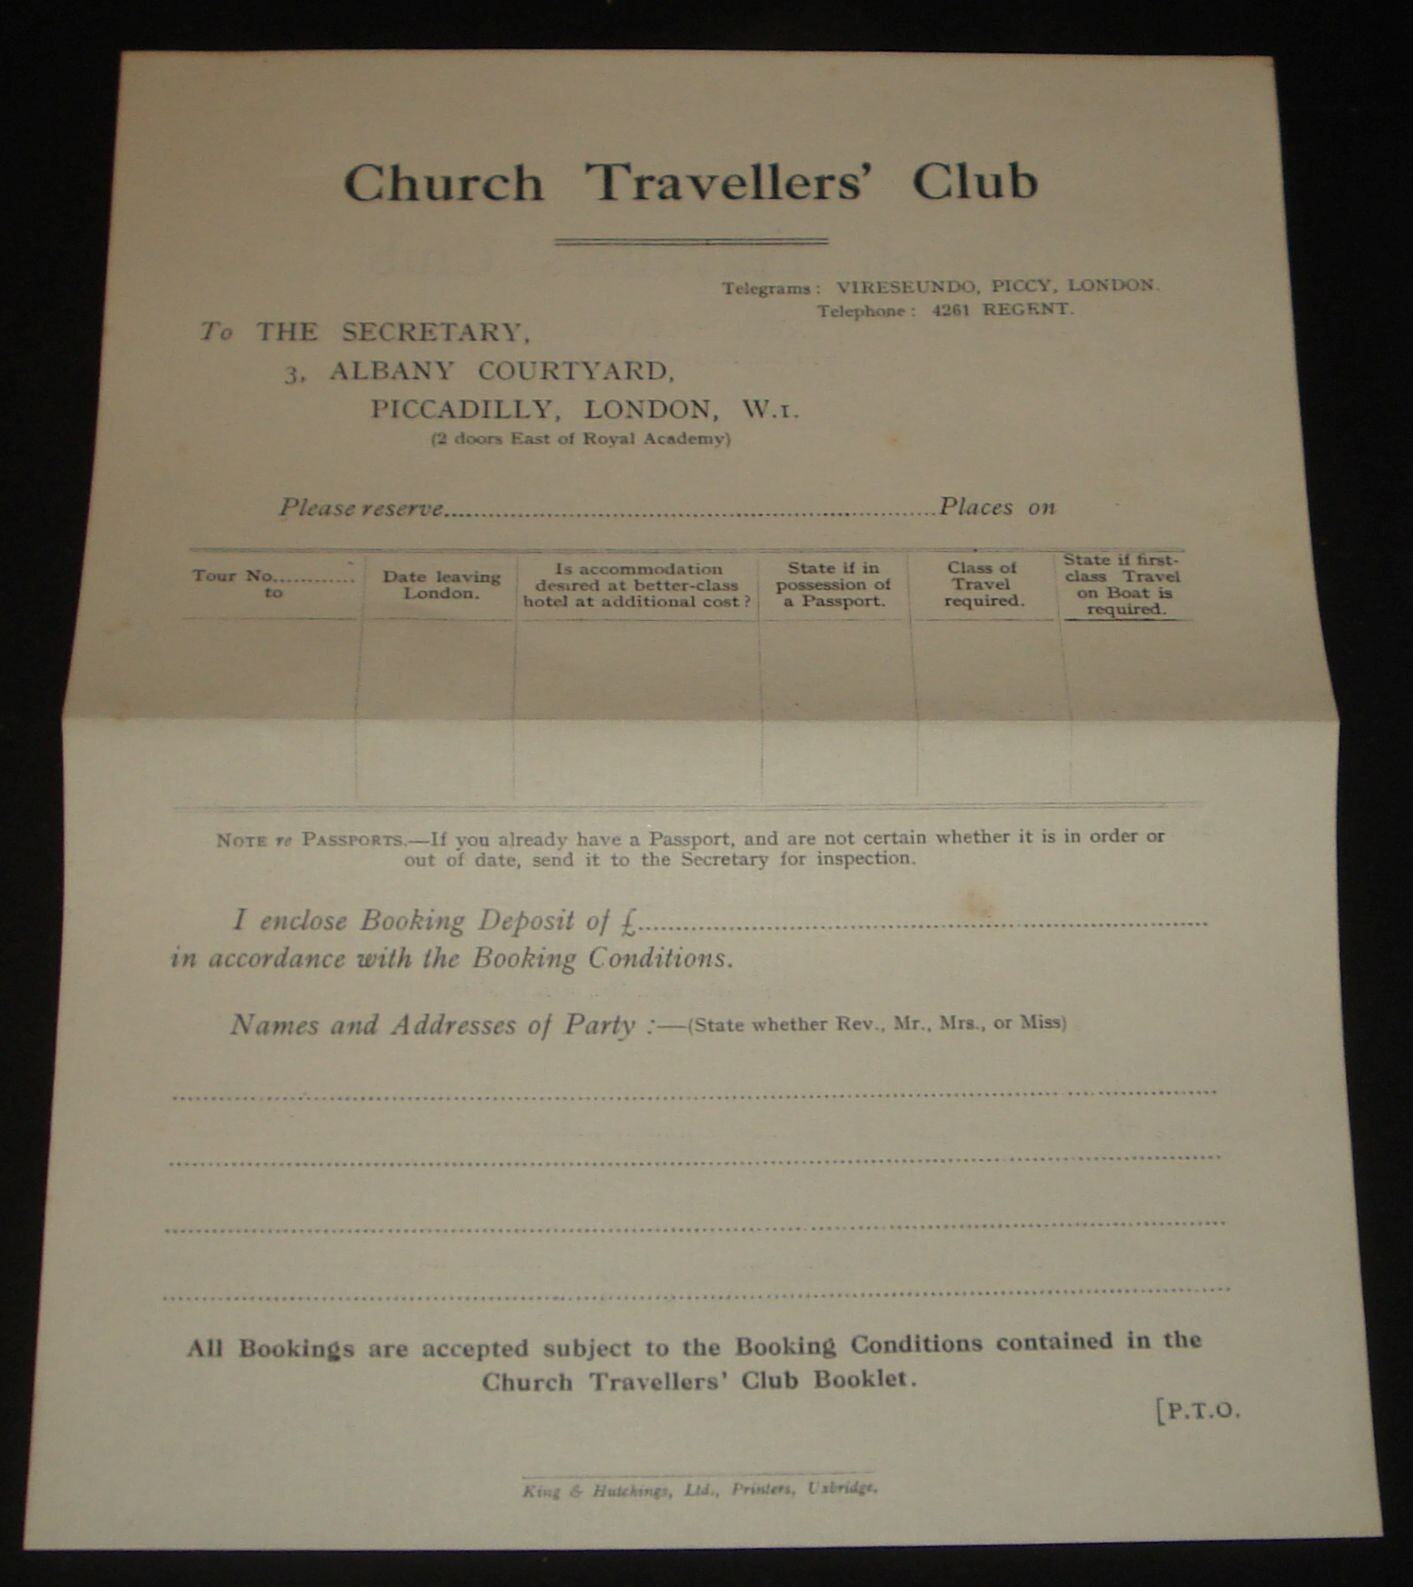 Church Travellers' Club
Telegrams: VIRESEUNDO, PICCY, LONDON.
Telephone: 4261 REGENT.
To THE SECRETARY,
3, ALBANY COURTYARD,
PICCADILLY, LONDON, W.1.
(2 doors East of Royal Academy)
Please reserve..........Places on
Tour No............
to
Date leaving
London.
Is accommodation
desired at better-class
hotel at additional cost?
State if in
possession of
a Passport.
Class of
Travel
required.
State if first-
class Travel
on Boat is
required.
NOTE re PASSPORTS.—If you already have a Passport, and are not certain whether it is in order or
out of date, send it to the Secretary for inspection.
I enclose Booking Deposit of £..........
in accordance with the Booking Conditions.
Names and Addresses of Party :—(State whether Rev., Mr., Mrs., or Miss)
All Bookings are accepted subject to the Booking Conditions contained in the
Church Travellers' Club Booklet.
[P.T.O.
King & Hutchings, Ltd., Printers, Uxbridge.